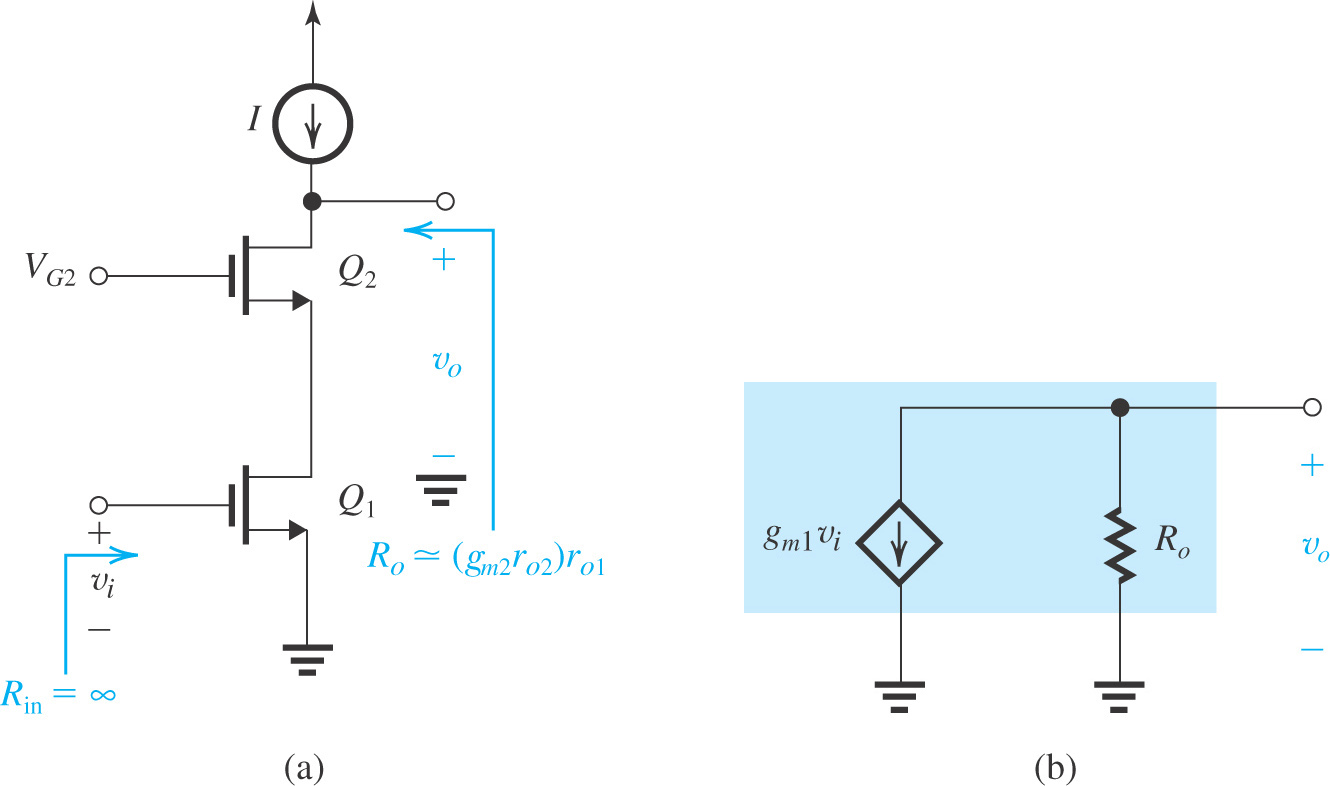 I
V_G2
Q_2
+
v_o
−
Q_1
+
v_i
−
R_o ≃ (g_m2 r_o2) r_o1
R_in = ∞
(a)
g_m1 v_i
R_o
+
v_o
−
(b)